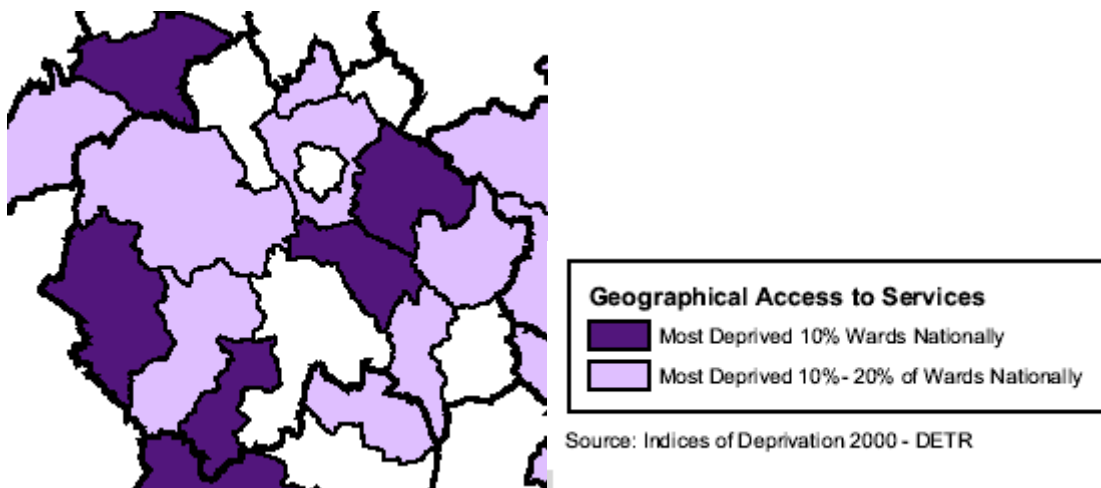 Geographical Access to Services
Most Deprived 10% Wards Nationally
Most Deprived 10%- 20% of Wards Nationally
Source: Indices of Deprivation 2000 - DETR